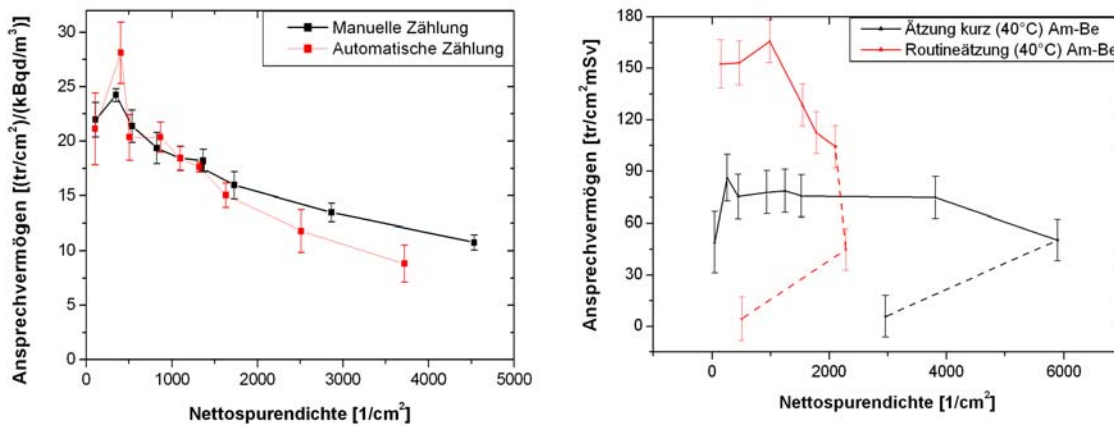 Ansprechvermögen [(tr/cm²)/(kBqd/m³)]
30
25
20
15
10
5
0
Manuelle Zählung
Automatische Zählung
0 1000 2000 3000 4000 5000
Nettospurendichte [1/cm²]
Ansprechvermögen [tr/cm²mSv]
180
150
120
90
60
30
0
Ätzung kurz (40°C) Am-Be
Routineätzung (40°C) Am-Be
0 2000 4000 6000
Nettospurendichte [1/cm²]